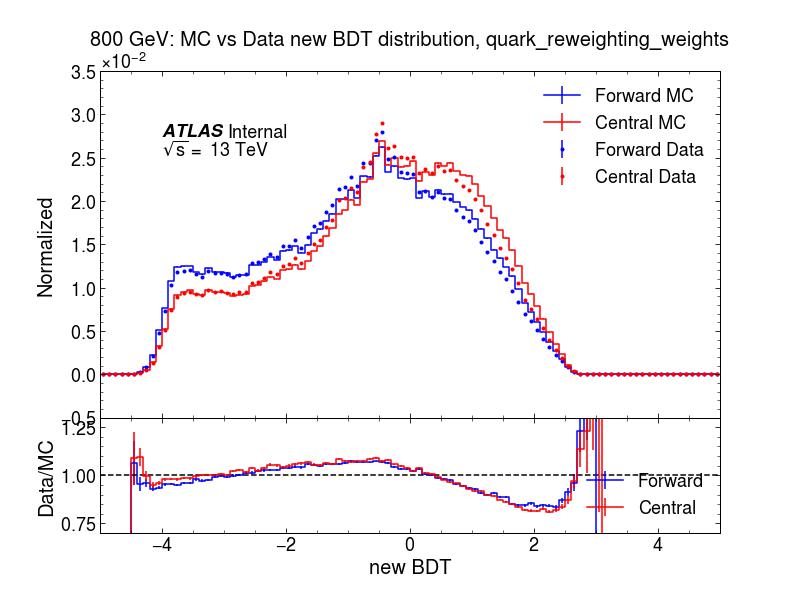 800 GeV: MC vs Data new BDT distribution, quark_reweighting_weights
×10⁻²
3.5
3.0
2.5
2.0
1.5
1.0
0.5
0.0
0.5
Normalized
ATLAS Internal
√s = 13 TeV
Forward MC
Central MC
Forward Data
Central Data
1.25
1.00
0.75
Data/MC
Forward
Central
−4
−2
0
2
4
new BDT